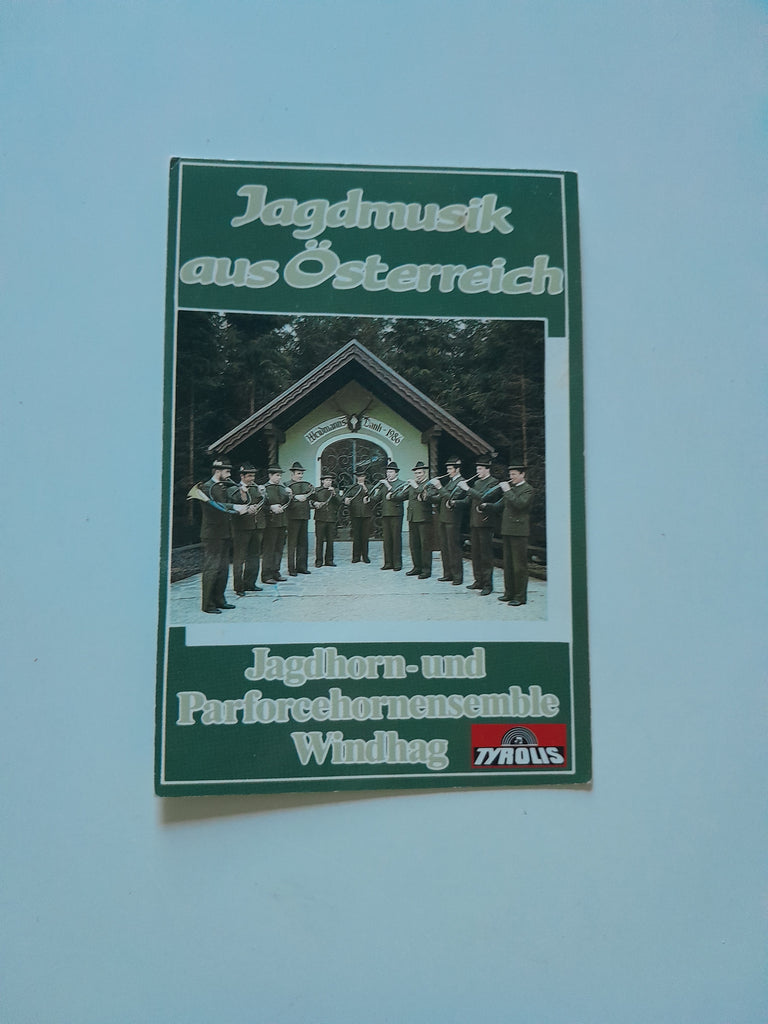 Jagdmusik
aus Österreich
Weidmanns Dank-1986
Jagdhorn- und
Parforcehornensemble
Windhag
TYROLIS